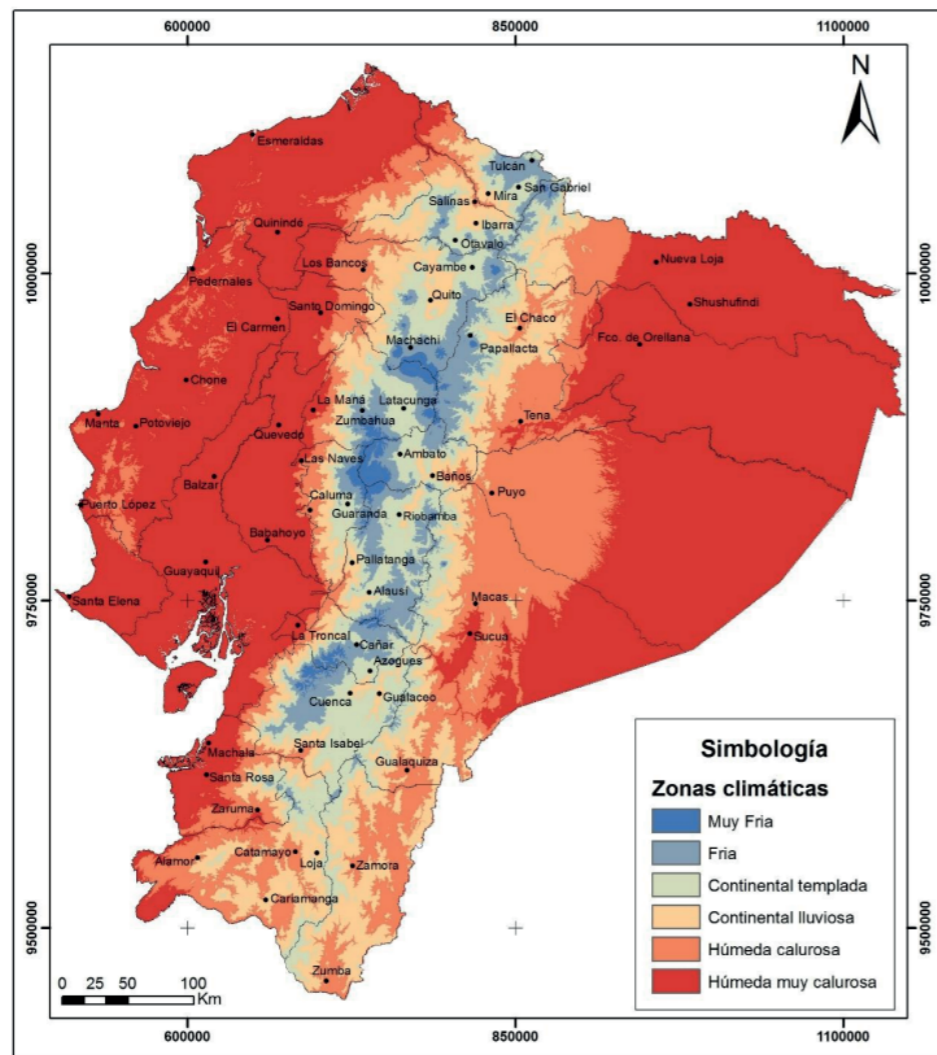 600000
850000
1100000
N
Esmeraldas
Tulcán
San Gabriel
Mira
Salinas
Ibarra
Quinindé
Otavalo
Los Bancos
Cayambe
Nueva Loja
10000000
10000000
Pedernales
Quito
Santo Domingo
Shushufindi
El Carmen
El Chaco
Machachi
Papallacta
Fco. de Orellana
Chone
La Maná
Latacunga
Manta
Potoviejo
Zumbahua
Tena
Quevedo
Las Naves
Ambato
Balzar
Baños
Caluma
Puyo
Puerto López
Guaranda
Riobamba
Babahoyo
Pallatanga
Guayaquil
Alausí
Santa Elena
Macas
9750000
9750000
La Troncal
Sucua
Cañar
Azogues
Cuenca
Gualaceo
Machala
Santa Isabel
Gualaquiza
Santa Rosa
Zaruma
Alamor
Catamayo
Loja
Zamora
Cariamanga
9500000
9500000
Zumba
Simbología
Zonas climáticas
Muy Fria
Fria
Continental templada
Continental lluviosa
Húmeda calurosa
Húmeda muy calurosa
0 25 50 100
Km
600000
850000
1100000